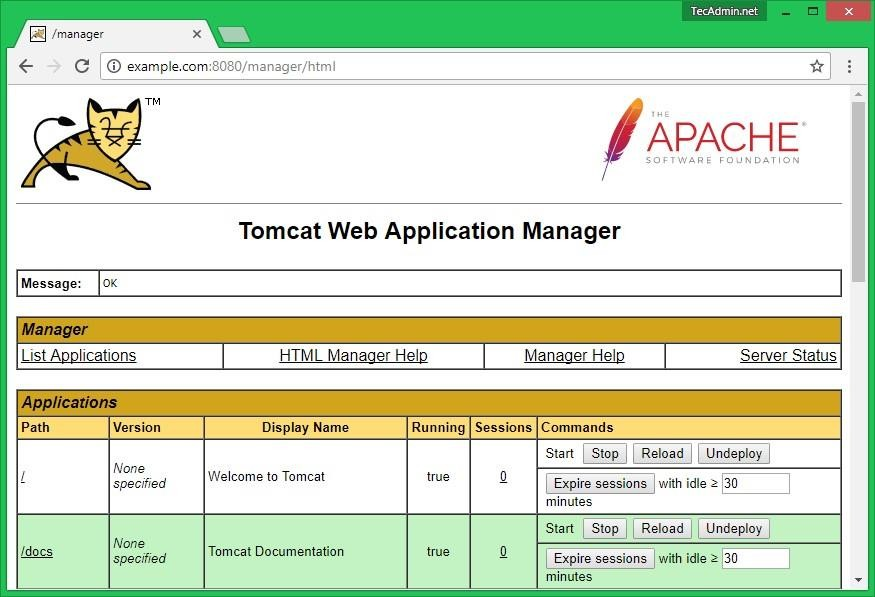 TecAdmin.net
/manager
example.com:8080/manager/html
TM
THE
APACHE®
SOFTWARE FOUNDATION
Tomcat Web Application Manager
Message: OK
Manager
List Applications HTML Manager Help Manager Help Server Status
Applications
Path Version Display Name Running Sessions Commands
/ None specified Welcome to Tomcat true 0 Start Stop Reload Undeploy
Expire sessions with idle ≥ 30
minutes
/docs None specified Tomcat Documentation true 0 Start Stop Reload Undeploy
Expire sessions with idle ≥ 30
minutes